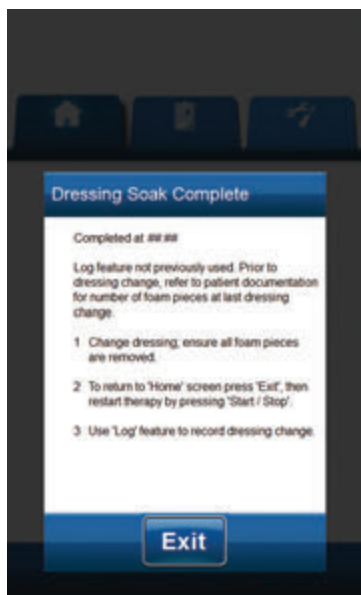 Dressing Soak Complete
Completed at ##:##
Log feature not previously used. Prior to
dressing change, refer to patient documentation
for number of foam pieces at last dressing
change.
1 Change dressing; ensure all foam pieces
are removed.
2 To return to 'Home' screen press 'Exit', then
restart therapy by pressing 'Start / Stop'.
3 Use 'Log' feature to record dressing change.
Exit